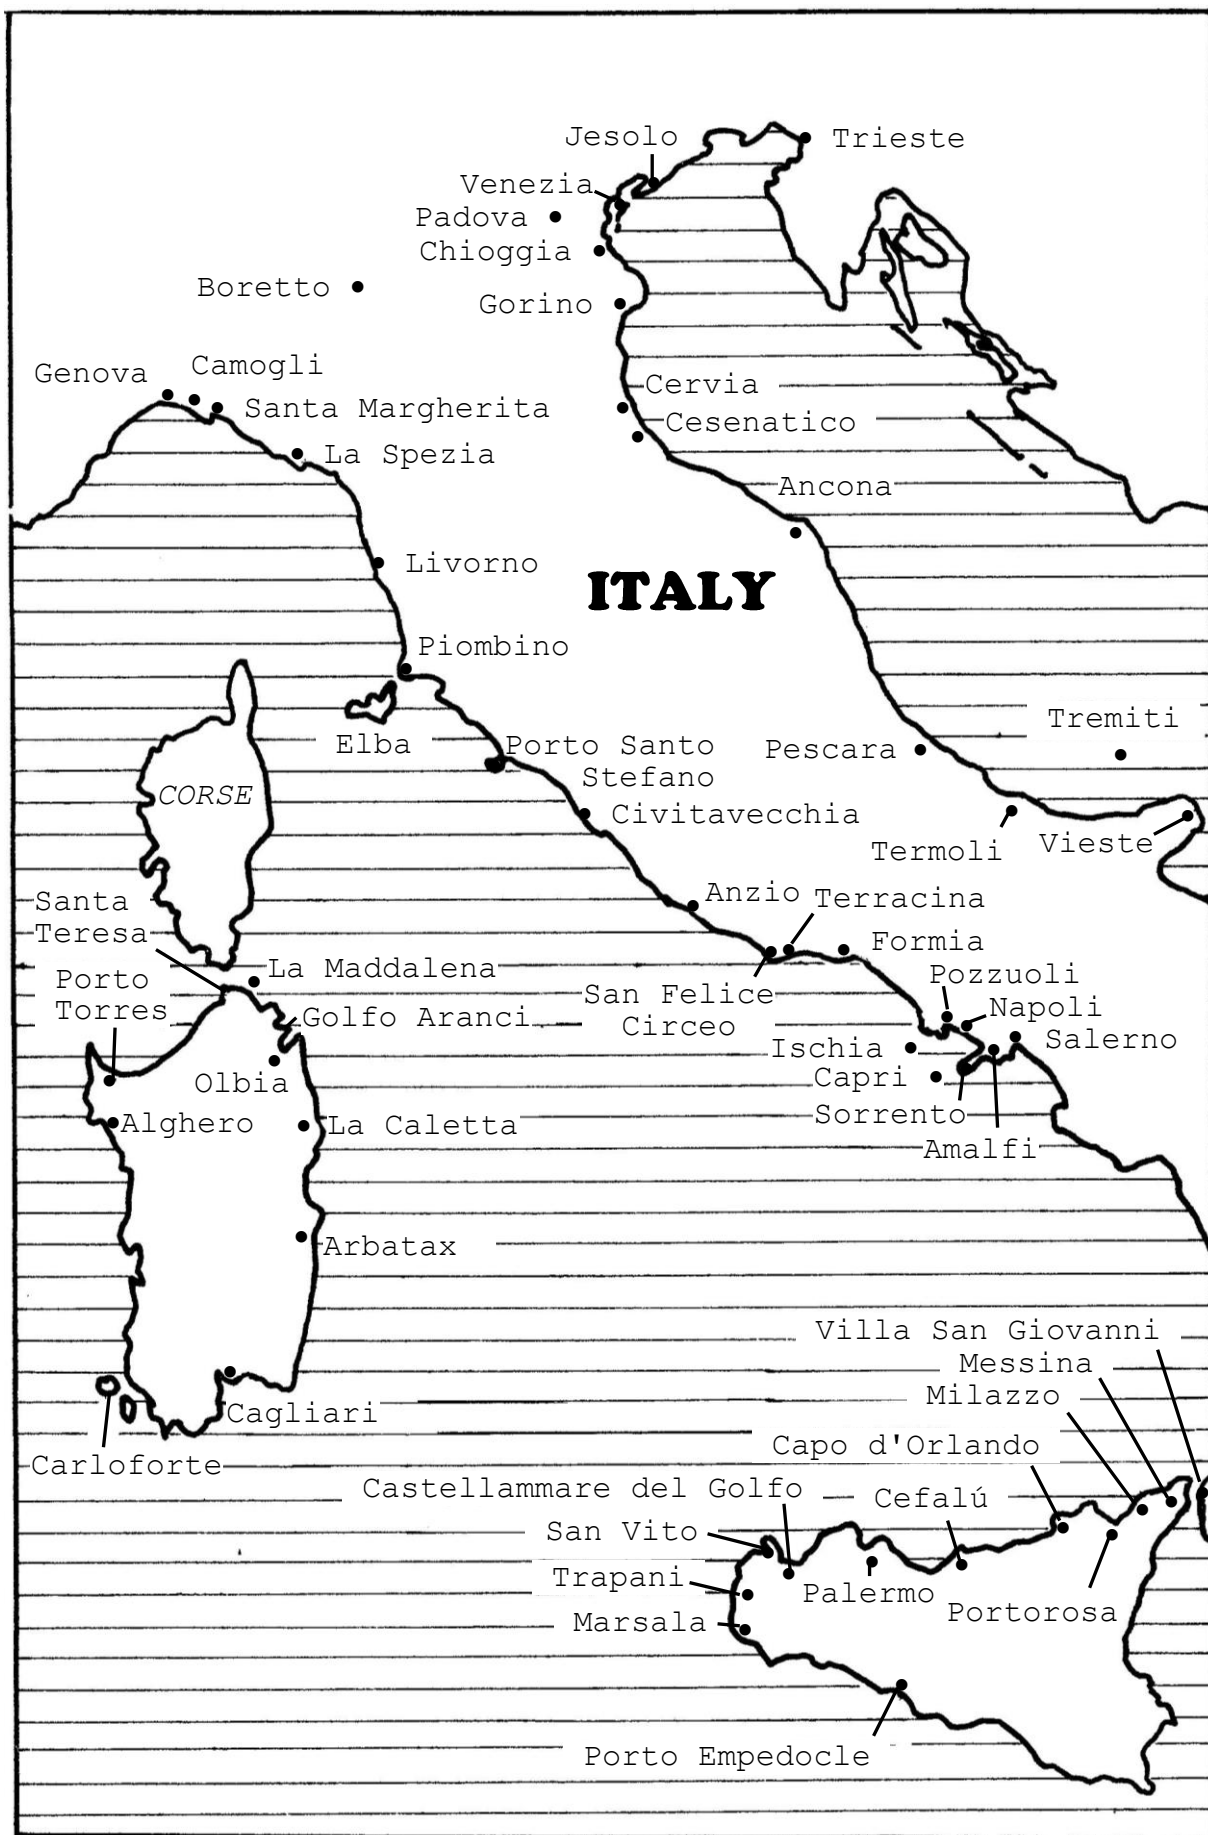 Jesolo
Trieste
Venezia
Padova
Chioggia
Boretto
Gorino
Genova
Camogli
Cervia
Santa Margherita
Cesenatico
La Spezia
Ancona
Livorno
ITALY
Piombino
Tremiti
Elba
Porto Santo
Stefano
Pescara
CORSE
Civitavecchia
Termoli
Vieste
Santa
Teresa
Anzio
Terracina
Formia
La Maddalena
Porto
Torres
Pozzuoli
San Felice
Circeo
Napoli
Golfo Aranci
Salerno
Ischia
Olbia
Capri
Sorrento
Alghero
La Caletta
Amalfi
Arbatax
Villa San Giovanni
Messina
Milazzo
Cagliari
Capo d'Orlando
Carloforte
Castellammare del Golfo
Cefalú
San Vito
Trapani
Palermo
Portorosa
Marsala
Porto Empedocle